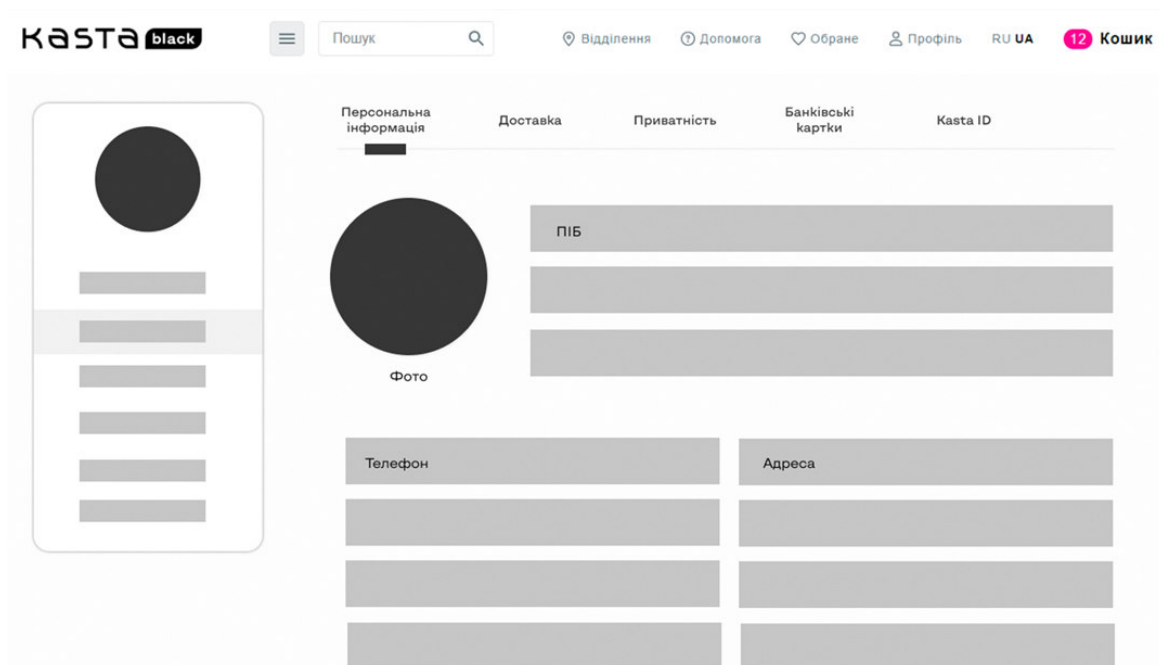 Kasta black
Пошук
Відділення
Допомога
Обране
Профіль
RU UA
12 Кошик
Персональна
інформація
Доставка
Приватність
Банківські
картки
Kasta ID
ПІБ
Фото
Телефон
Адреса